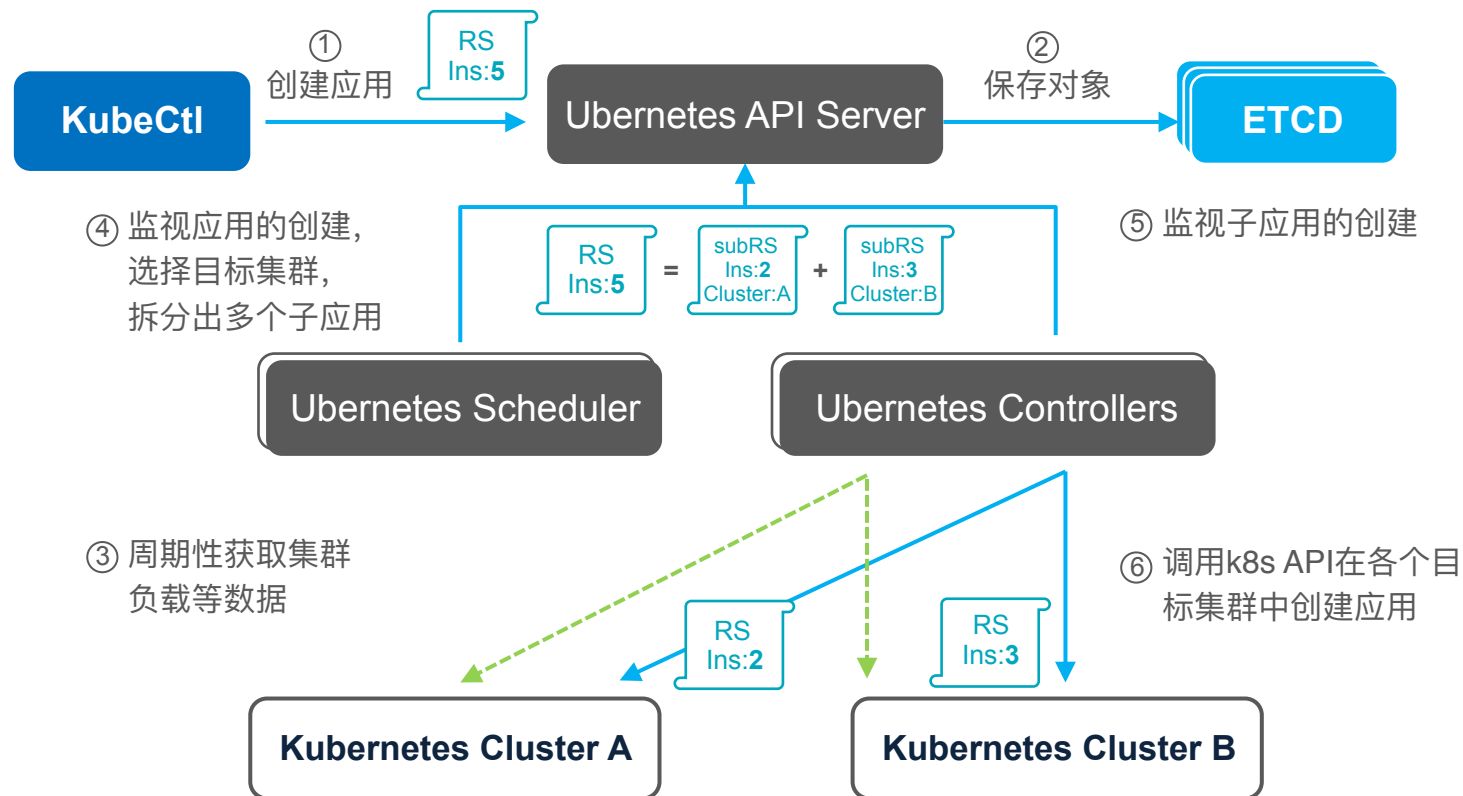 ①
创建应用
RS
Ins:5
②
保存对象
KubeCtl
Ubernetes API Server
ETCD
④ 监视应用的创建，
选择目标集群，
拆分出多个子应用
RS
Ins:5
=
subRS
Ins:2
Cluster:A
+
subRS
Ins:3
Cluster:B
⑤ 监视子应用的创建
Ubernetes Scheduler
Ubernetes Controllers
③ 周期性获取集群
负载等数据
RS
Ins:2
RS
Ins:3
⑥ 调用k8s API在各个目
标集群中创建应用
Kubernetes Cluster A
Kubernetes Cluster B